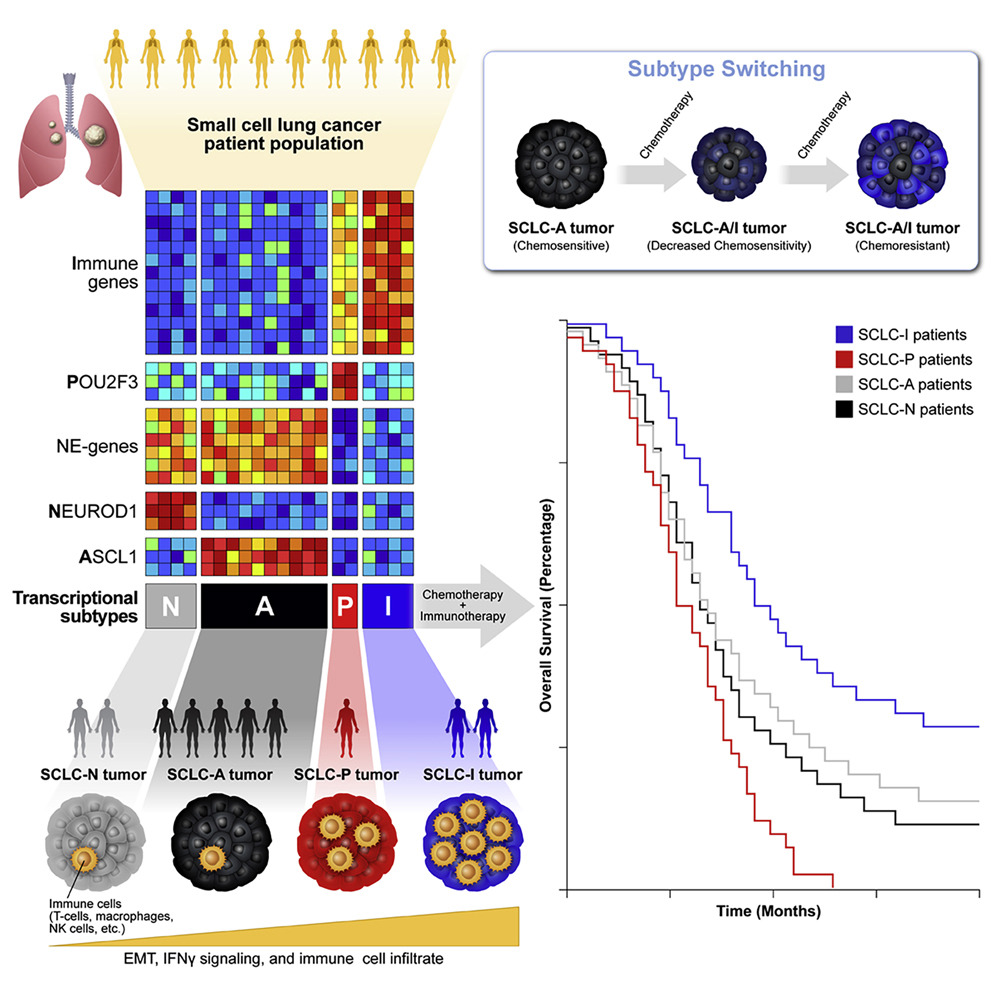 Small cell lung cancer
patient population
Immune
genes
POU2F3
NE-genes
NEUROD1
ASCL1
Transcriptional
subtypes
N
A
P
I
Chemotherapy
+
Immunotherapy
SCLC-N tumor
SCLC-A tumor
SCLC-P tumor
SCLC-I tumor
Immune cells
(T-cells, macrophages,
NK cells, etc.)
EMT, IFNγ signaling, and immune cell infiltrate
Subtype Switching
Chemotherapy
Chemotherapy
SCLC-A tumor
(Chemosensitive)
SCLC-A/I tumor
(Decreased Chemosensitivity)
SCLC-A/I tumor
(Chemoresistant)
SCLC-I patients
SCLC-P patients
SCLC-A patients
SCLC-N patients
Overall Survival (Percentage)
Time (Months)